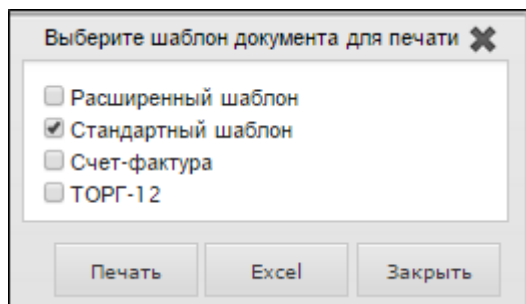 Выберите шаблон документа для печати
Расширенный шаблон
Стандартный шаблон
Счет-фактура
ТОРГ-12
Печать Excel Закрыть